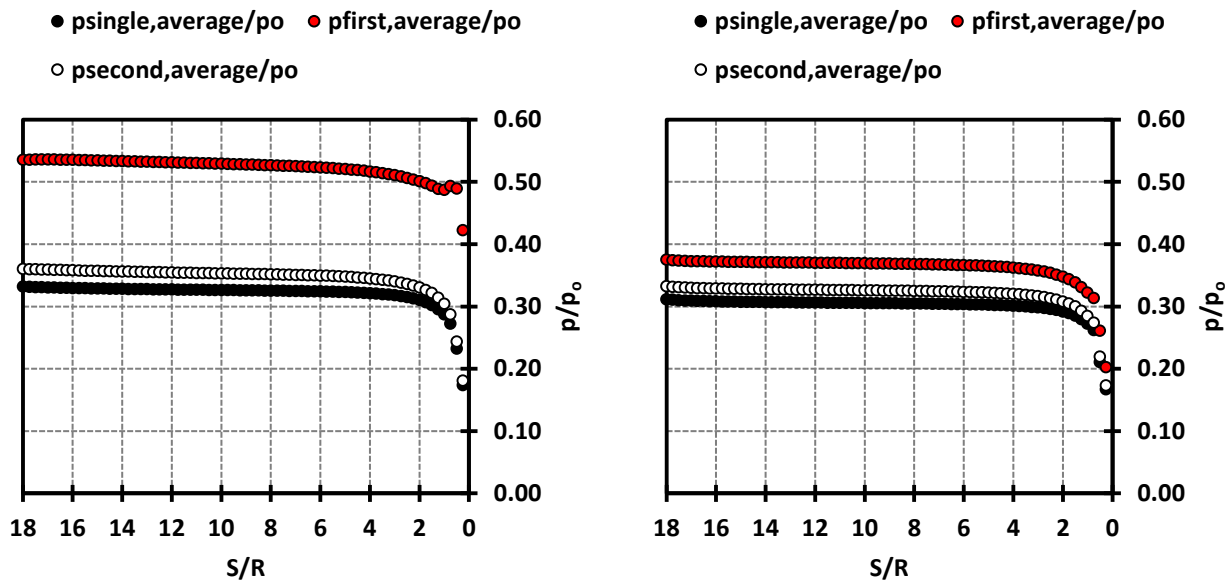 psingle,average/po pfirst,average/po
psecond,average/po
0.60
0.50
0.40
0.30
0.20
0.10
0.00
p/po
18 16 14 12 10 8 6 4 2 0
S/R
psingle,average/po pfirst,average/po
psecond,average/po
0.60
0.50
0.40
0.30
0.20
0.10
0.00
p/po
18 16 14 12 10 8 6 4 2 0
S/R